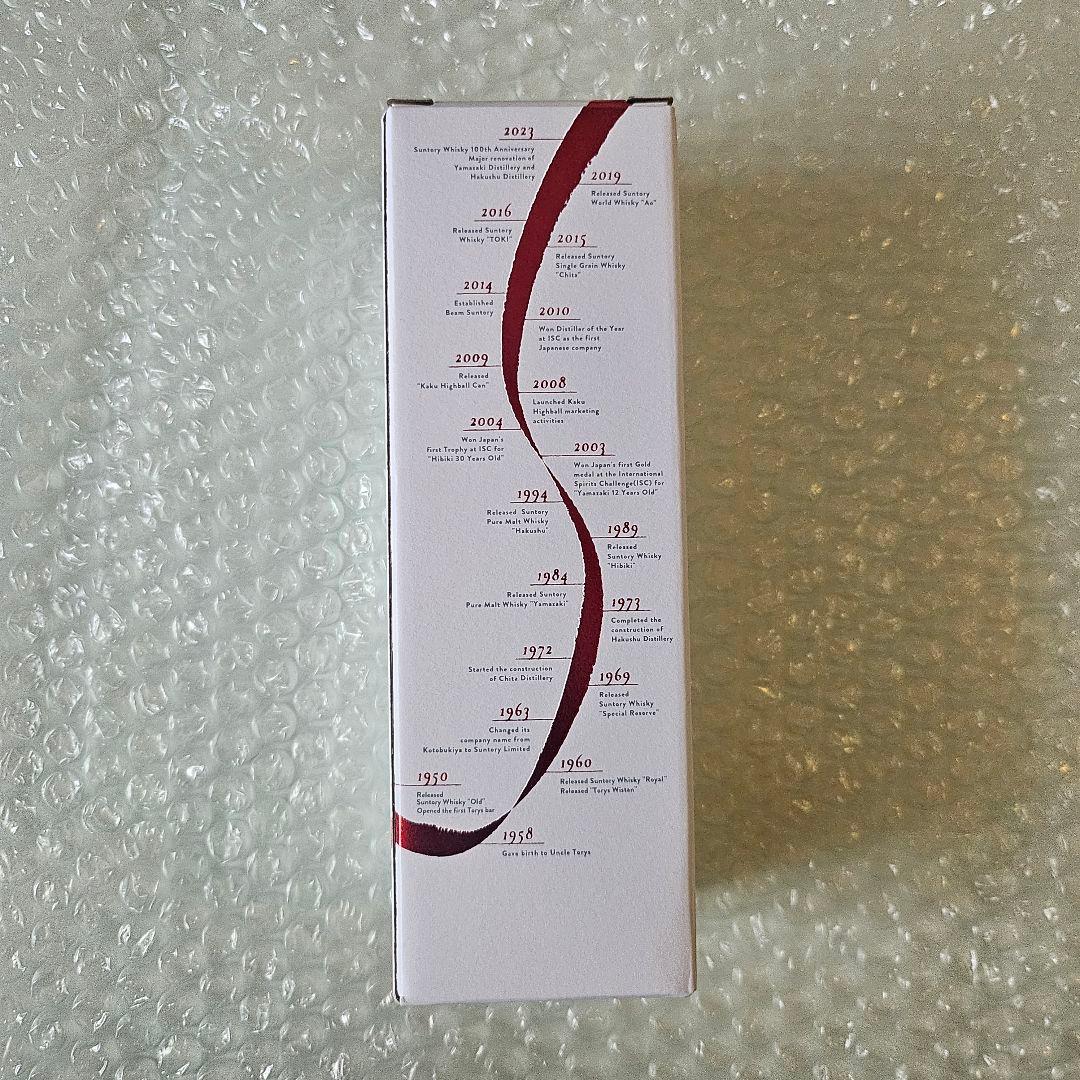 2023
Suntory Whisky 100th Anniversary
Major renovation of
Yamazaki Distillery and
Hakushu Distillery
2019
Released Suntory
World Whisky "Ao"
2016
Released Suntory
Whisky "TOKI"
2015
Released Suntory
Single Grain Whisky
"Chita"
2014
Established
Beam Suntory
2010
Won Distiller of the Year
at ISC as the first
Japanese company
2009
Released
"Kaku Highball Can"
2008
Launched Kaku
Highball marketing
activities
2004
Won Japan's
first Trophy at ISC for
"Hibiki 30 Years Old"
2003
Won Japan's first Gold
medal at the International
Spirits Challenge(ISC) for
"Yamazaki 12 Years Old"
1994
Released Suntory
Pure Malt Whisky
"Hakushu"
1989
Released
Suntory Whisky
"Hibiki"
1984
Released Suntory
Pure Malt Whisky "Yamazaki"
1973
Completed the
construction of
Hakushu Distillery
1972
Started the construction
of Chita Distillery
1969
Released
Suntory Whisky
"Special Reserve"
1963
Changed its
company name from
Kotobukiya to Suntory Limited
1960
Released Suntory Whisky "Royal"
Released "Torys Wistan"
1950
Released
Suntory Whisky "Old"
Opened the first Torys bar
1958
Gave birth to Uncle Torys